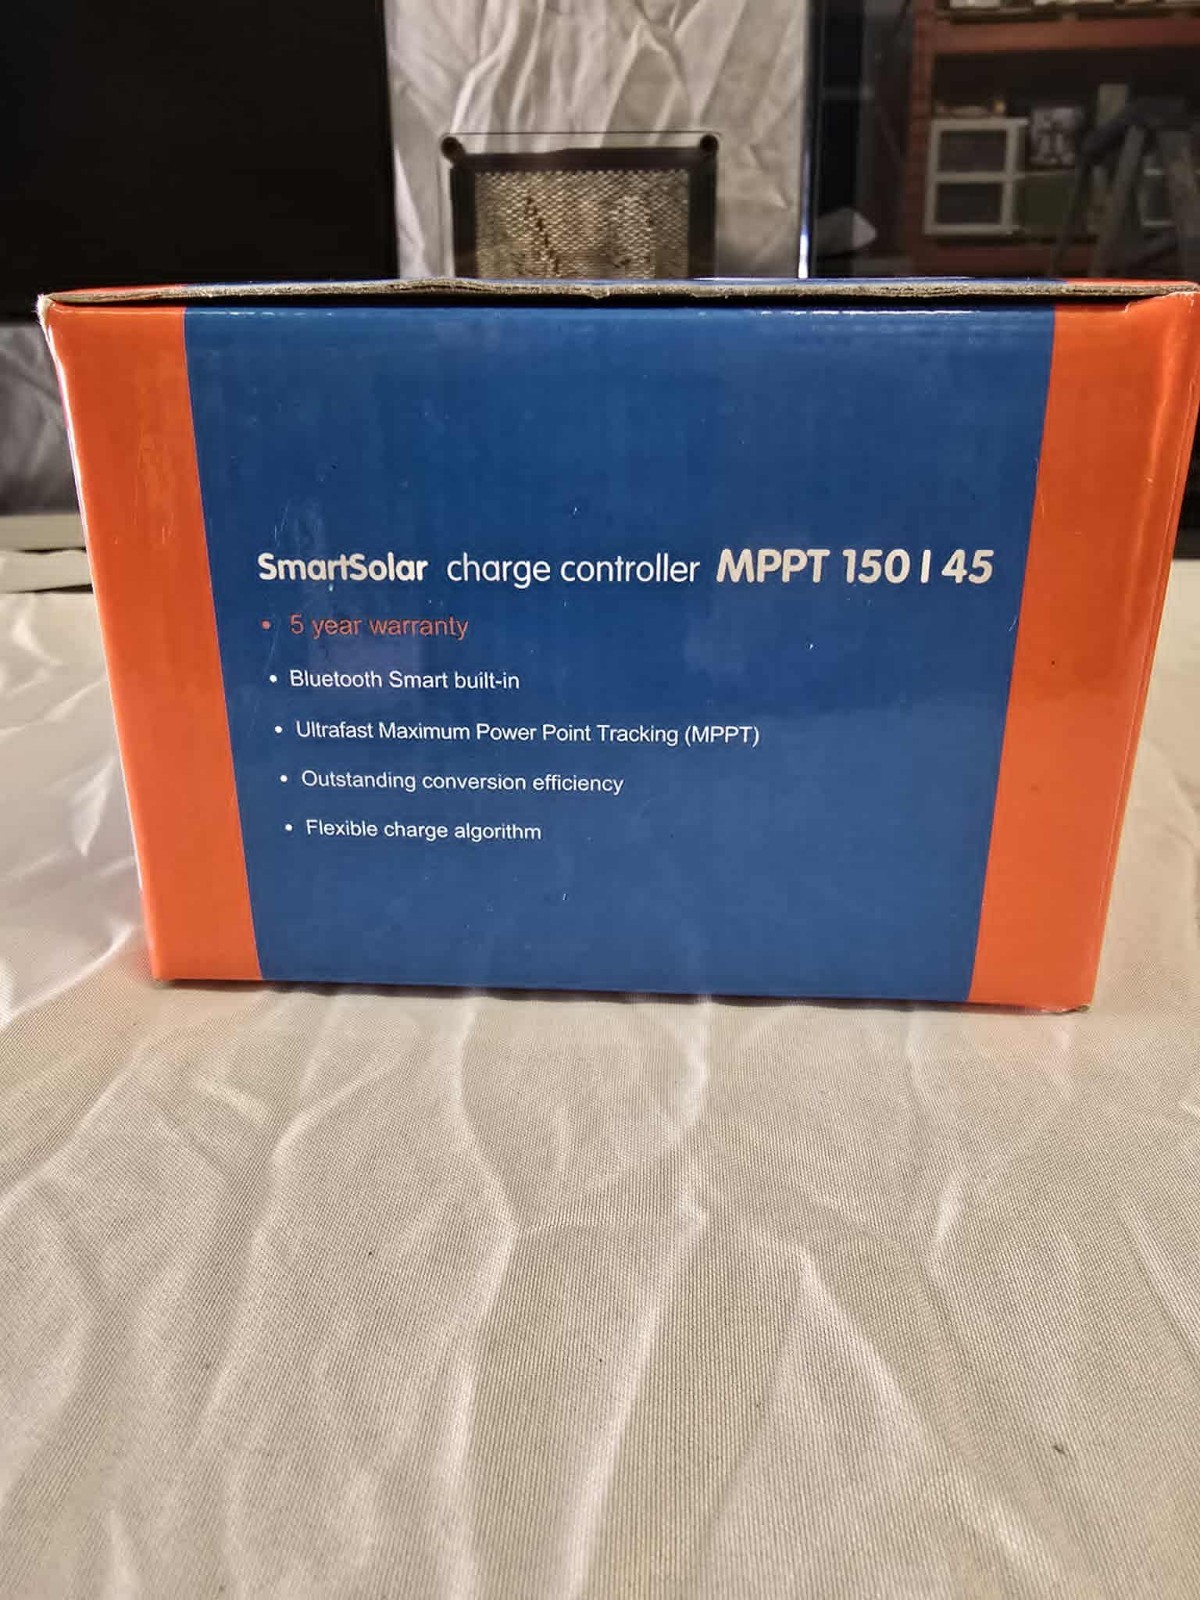 SmartSolar charge controller MPPT 150 | 45
• 5 year warranty
• Bluetooth Smart built-in
• Ultrafast Maximum Power Point Tracking (MPPT)
• Outstanding conversion efficiency
• Flexible charge algorithm